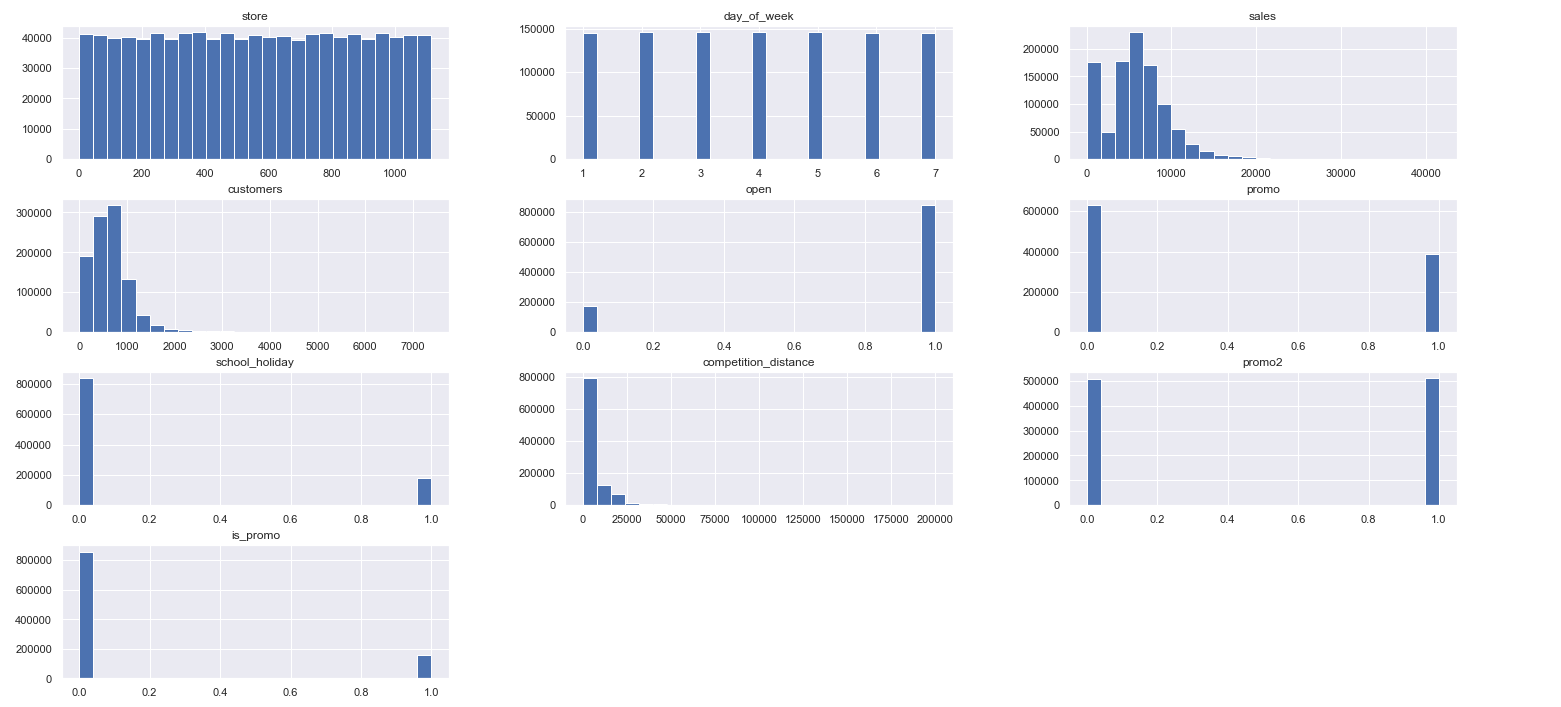 store
day_of_week
sales
40000
30000
20000
10000
0
0 200 400 600 800 1000
150000
100000
50000
0
1 2 3 4 5 6 7
200000
150000
100000
50000
0
0 10000 20000 30000 40000
customers
open
promo
300000
200000
100000
0
0 1000 2000 3000 4000 5000 6000 7000
800000
600000
400000
200000
0
0.0 0.2 0.4 0.6 0.8 1.0
600000
400000
200000
0
0.0 0.2 0.4 0.6 0.8 1.0
school_holiday
competition_distance
promo2
800000
600000
400000
200000
0
0.0 0.2 0.4 0.6 0.8 1.0
800000
600000
400000
200000
0
0 25000 50000 75000 100000 125000 150000 175000 200000
500000
400000
300000
200000
100000
0
0.0 0.2 0.4 0.6 0.8 1.0
is_promo
800000
600000
400000
200000
0
0.0 0.2 0.4 0.6 0.8 1.0